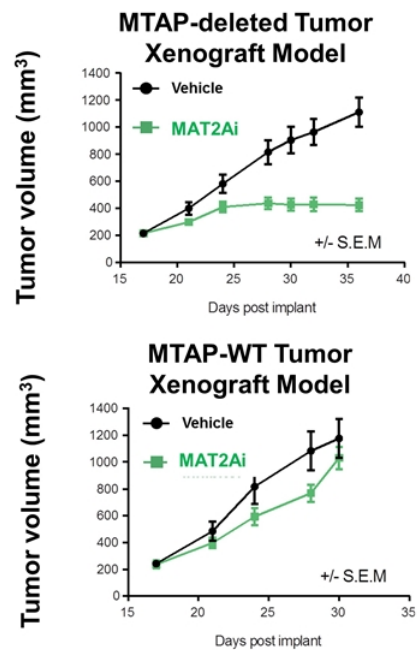 MTAP-deleted Tumor
Xenograft Model
Tumor volume (mm³)
1400
1200
1000
800
600
400
200
0
Vehicle
MAT2Ai
+/- S.E.M
15 20 25 30 35 40
Days post implant
MTAP-WT Tumor
Xenograft Model
Tumor volume (mm³)
1400
1200
1000
800
600
400
200
0
Vehicle
MAT2Ai
+/- S.E.M
15 20 25 30 35
Days post implant